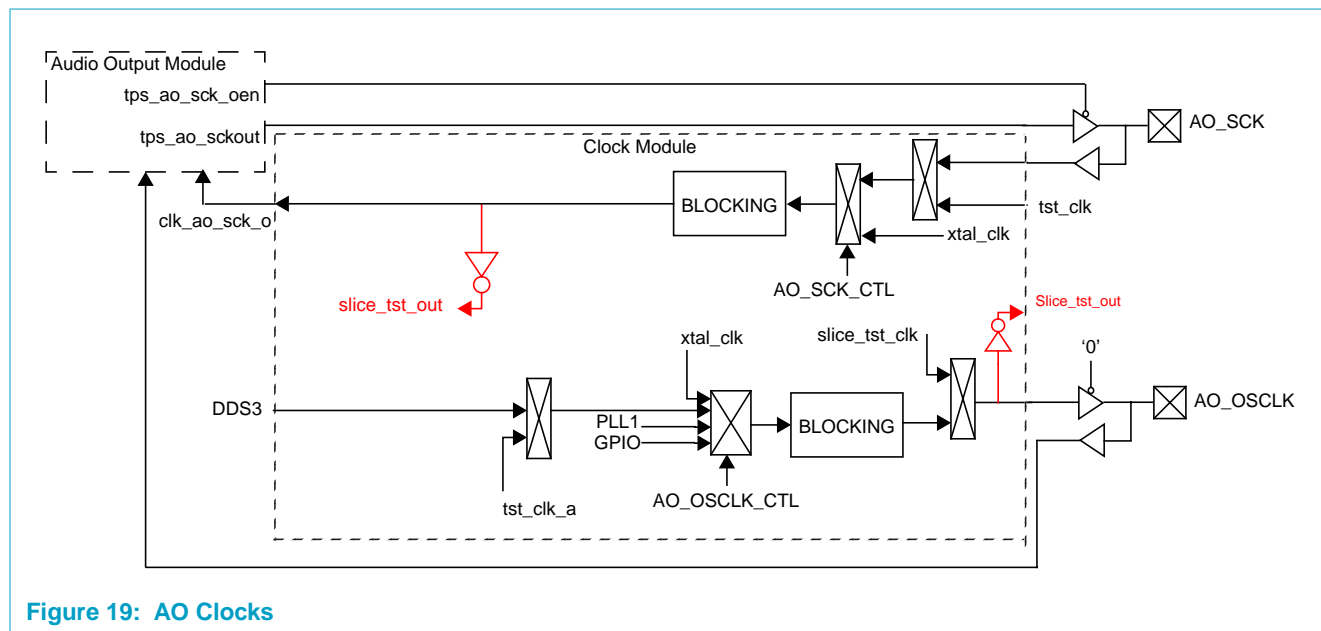 Audio Output Module
tps_ao_sck_oen
tps_ao_sckout
AO_SCK
Clock Module
BLOCKING
clk_ao_sck_o
tst_clk
xtal_clk
AO_SCK_CTL
slice_tst_out
Slice_tst_out
xtal_clk
slice_tst_clk
'0'
DDS3
PLL1
GPIO
BLOCKING
AO_OSCLK
tst_clk_a
AO_OSCLK_CTL
Figure 19: AO Clocks